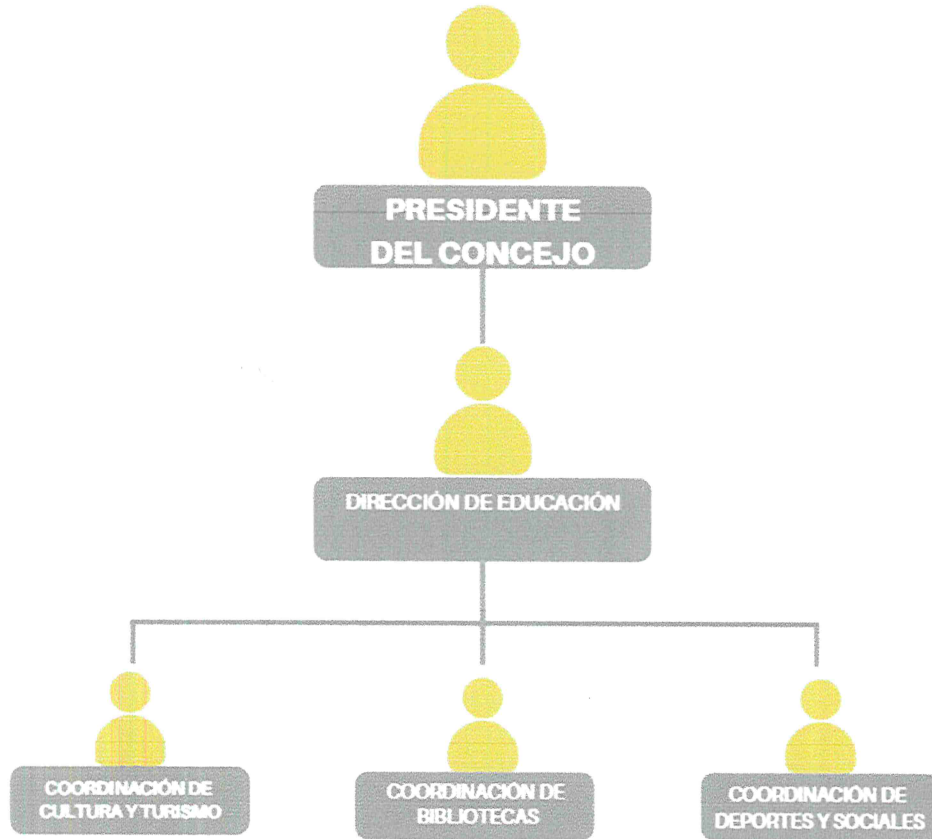 PRESIDENTE
DEL CONCEJO
DIRECCIÓN DE EDUCACIÓN
COORDINACIÓN DE
CULTURA Y TURISMO
COORDINACIÓN DE
BIBLIOTECAS
COORDINACIÓN DE
DEPORTES Y SOCIALES